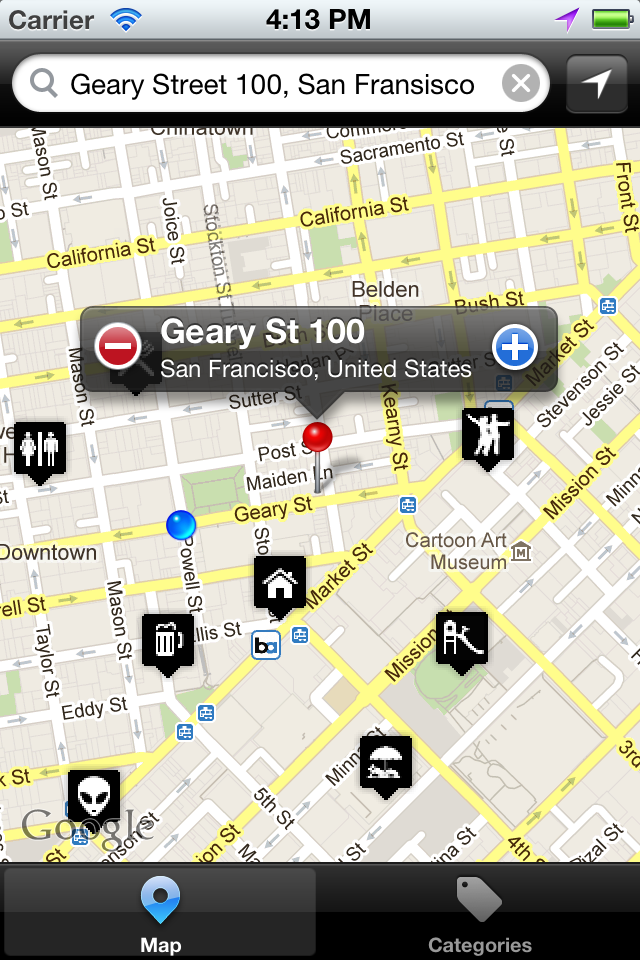 Carrier 4:13 PM
Geary Street 100, San Fransisco
Chinatown
Sacramento St
Mason St
Joice St
California St
California St
Front St
Belden
Place
Bush St
Geary St 100
San Francisco, United States
Market St
Stevenson St
Jessie St
Mason St
Sutter St
Kearny St
Post S
Maiden Ln
Mission St
Geary St
Downtown
Powell St
Cartoon Art
Museum
Market St
Mason St
Taylor St
ba
Mission
Eddy St
Minna St
5th St
4th St
3rd
Rizal St
Google
Map
Categories